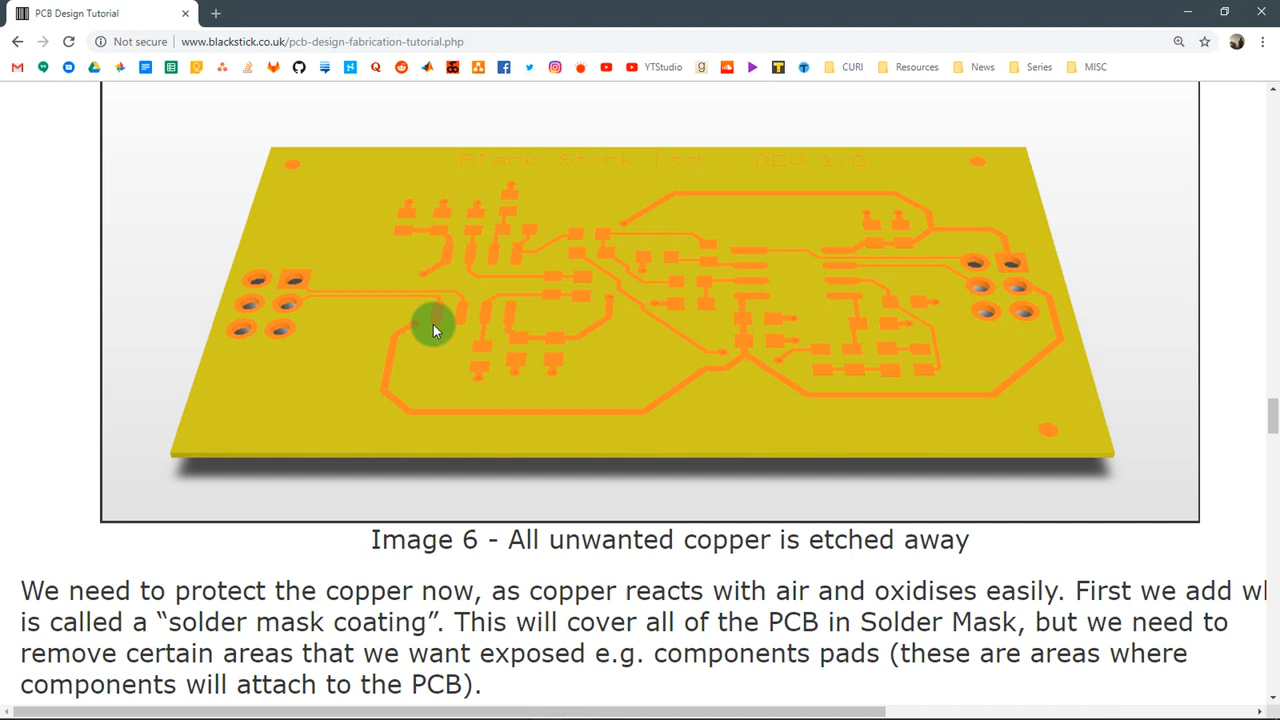 PCB Design Tutorial
Not secure
www.blackstick.co.uk/pcb-design-fabrication-tutorial.php
YTStudio
CURI
Resources
News
Series
MISC
Black Stick Ltd REV 1.0
Image 6 - All unwanted copper is etched away
We need to protect the copper now, as copper reacts with air and oxidises easily. First we add wh
is called a “solder mask coating”. This will cover all of the PCB in Solder Mask, but we need to
remove certain areas that we want exposed e.g. components pads (these are areas where
components will attach to the PCB).